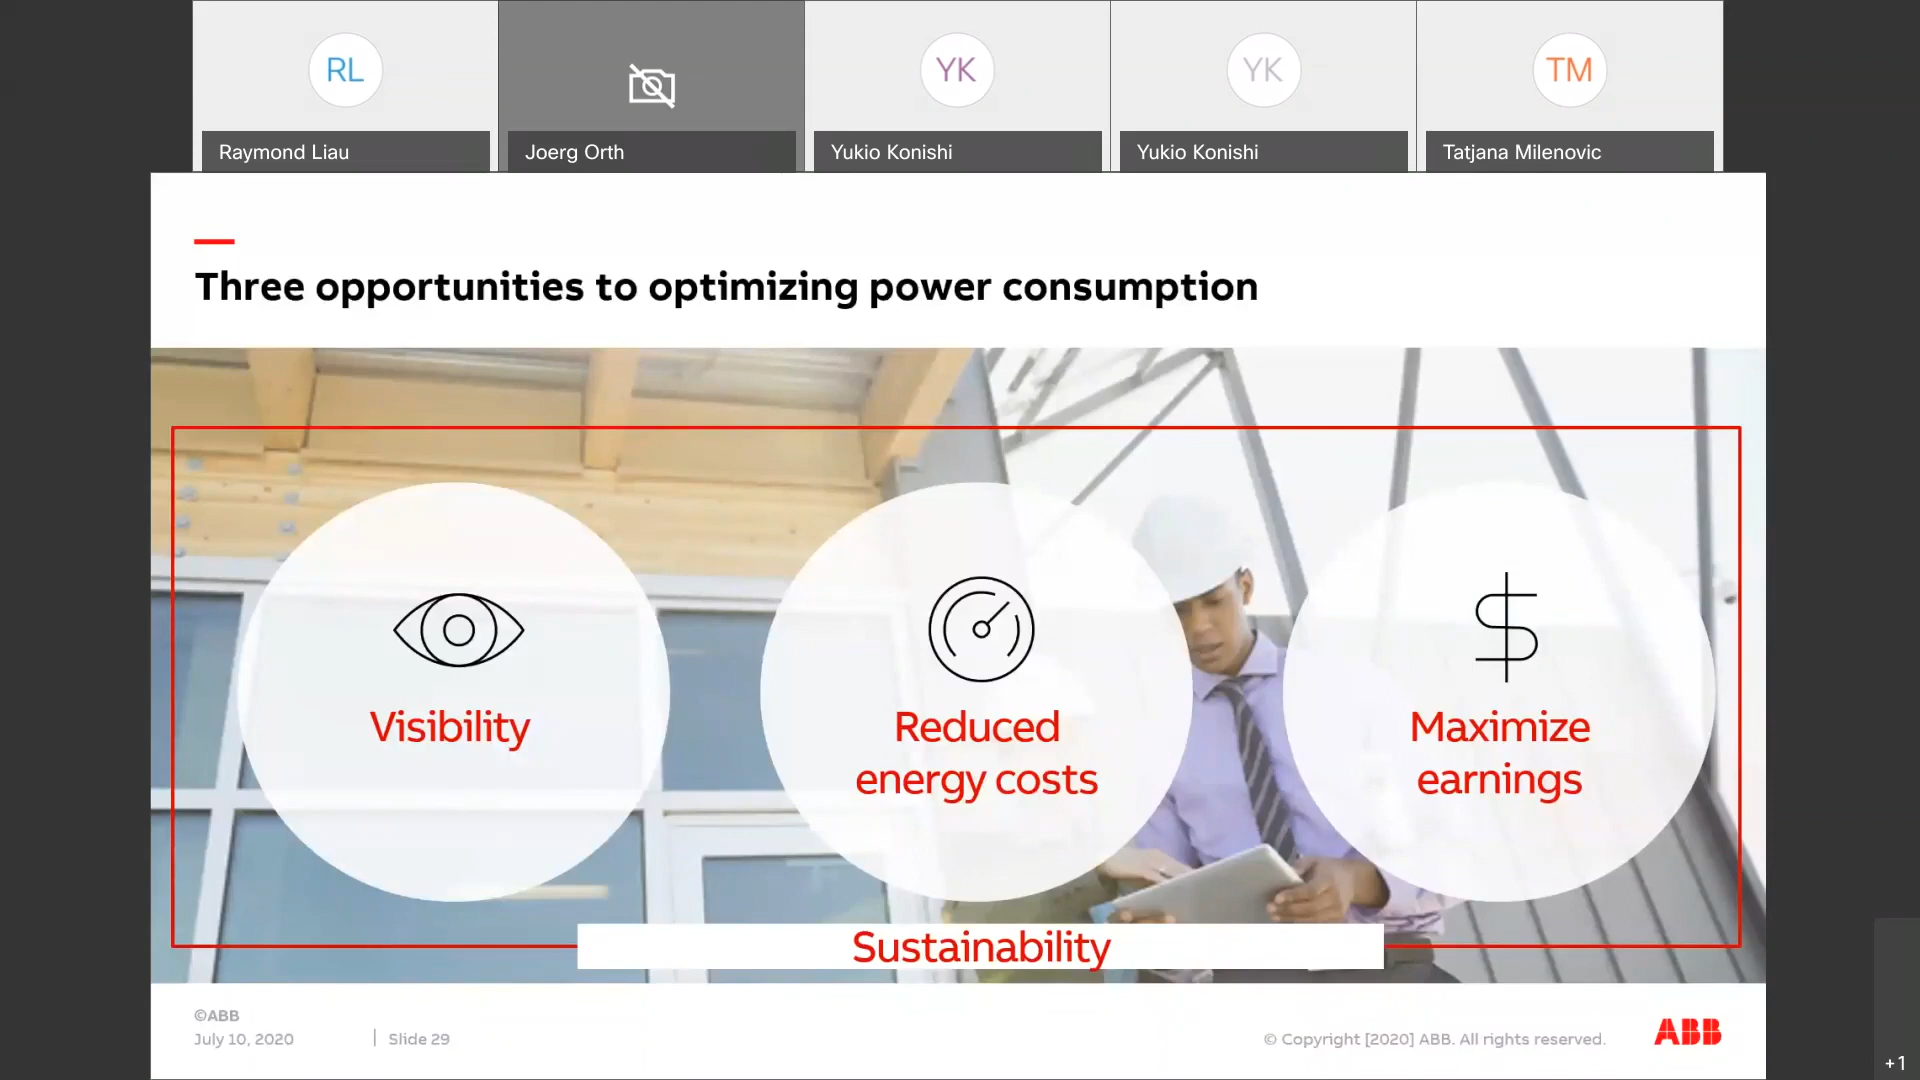 RL
YK
YK
TM
Raymond Liau
Joerg Orth
Yukio Konishi
Yukio Konishi
Tatjana Milenovic
Three opportunities to optimizing power consumption
Visibility
Reduced
energy costs
Maximize
earnings
Sustainability
©ABB
July 10, 2020
Slide 29
© Copyright [2020] ABB. All rights reserved.
ABB
+1